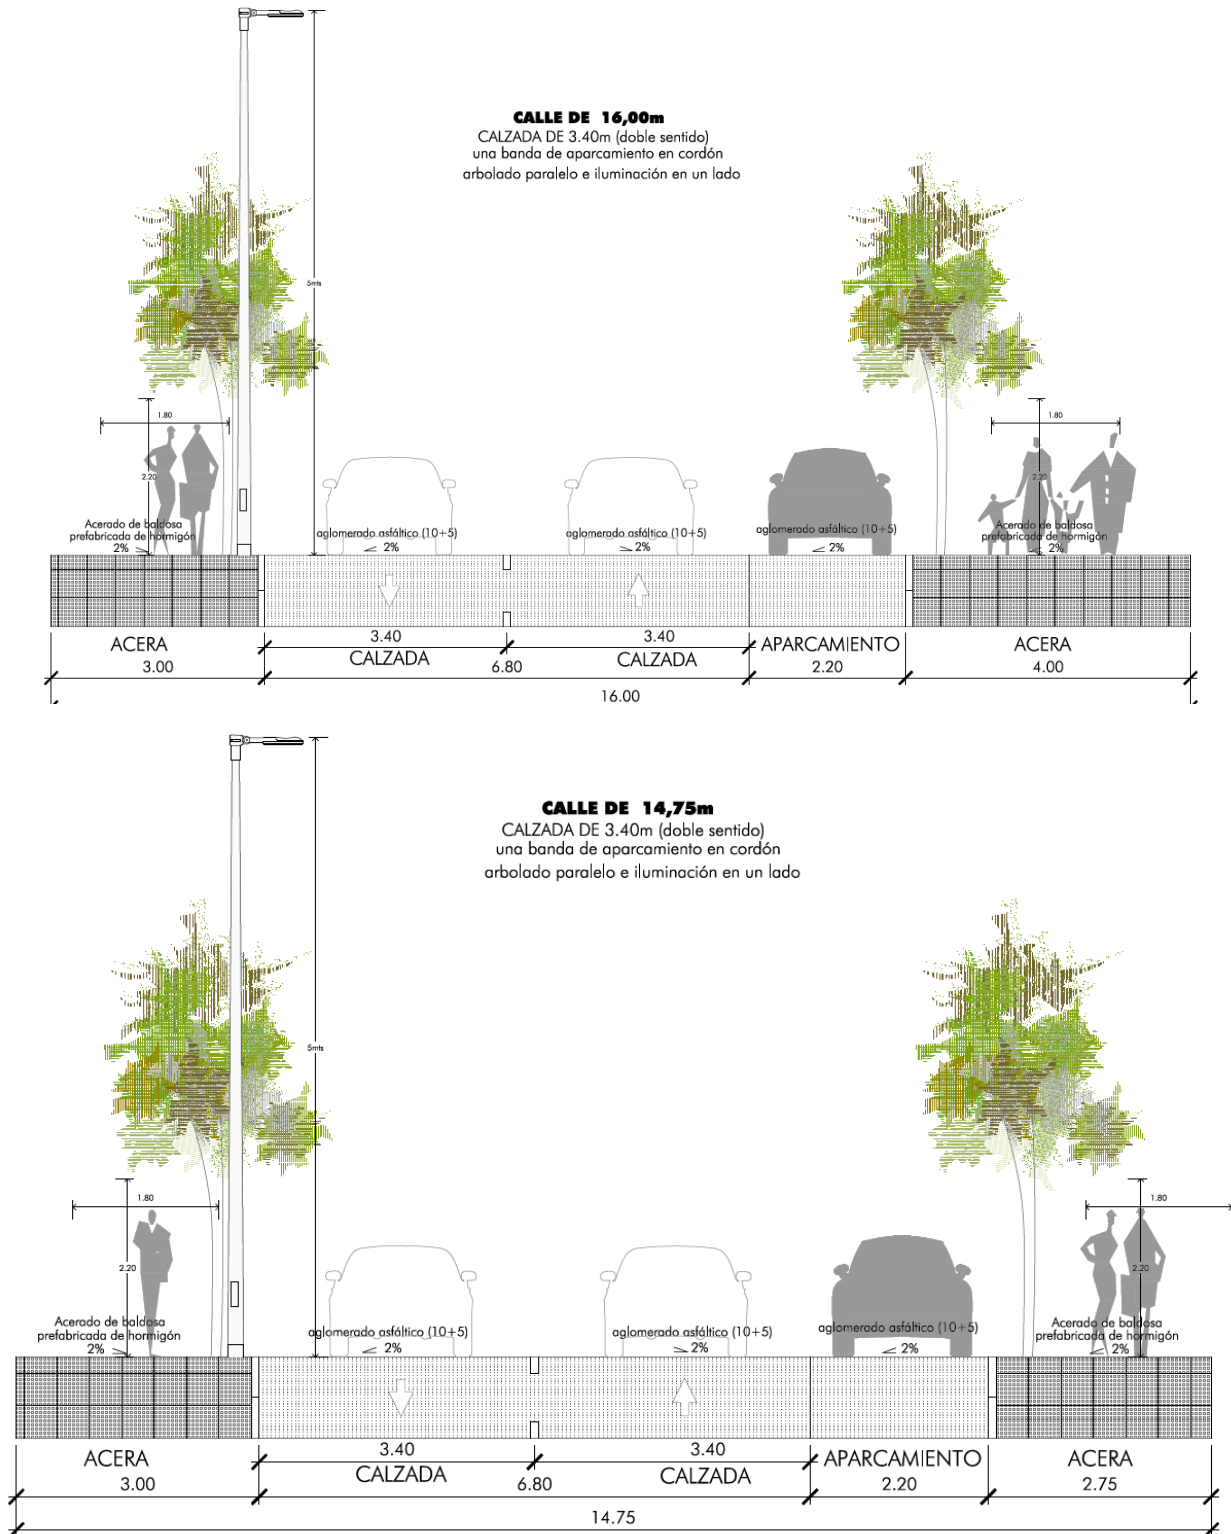 CALLE DE 16,00m
CALZADA DE 3.40m (doble sentido)
una banda de aparcamiento en cordón
arbolado paralelo e iluminación en un lado
5mts
1.80
1.80
2.20
2.20
Acerado de baldosa
prefabricada de hormigón
2%
aglomerado asfáltico (10+5)
2%
aglomerado asfáltico (10+5)
2%
aglomerado asfáltico (10+5)
2%
Acerado de baldosa
prefabricada de hormigón
2%
ACERA
3.00
3.40
CALZADA
6.80
3.40
CALZADA
APARCAMIENTO
2.20
ACERA
4.00
16.00
CALLE DE 14,75m
CALZADA DE 3.40m (doble sentido)
una banda de aparcamiento en cordón
arbolado paralelo e iluminación en un lado
5mts
1.80
1.80
2.20
2.20
Acerado de baldosa
prefabricada de hormigón
2%
aglomerado asfáltico (10+5)
2%
aglomerado asfáltico (10+5)
2%
aglomerado asfáltico (10+5)
2%
Acerado de baldosa
prefabricada de hormigón
2%
ACERA
3.00
3.40
CALZADA
6.80
3.40
CALZADA
APARCAMIENTO
2.20
ACERA
2.75
14.75